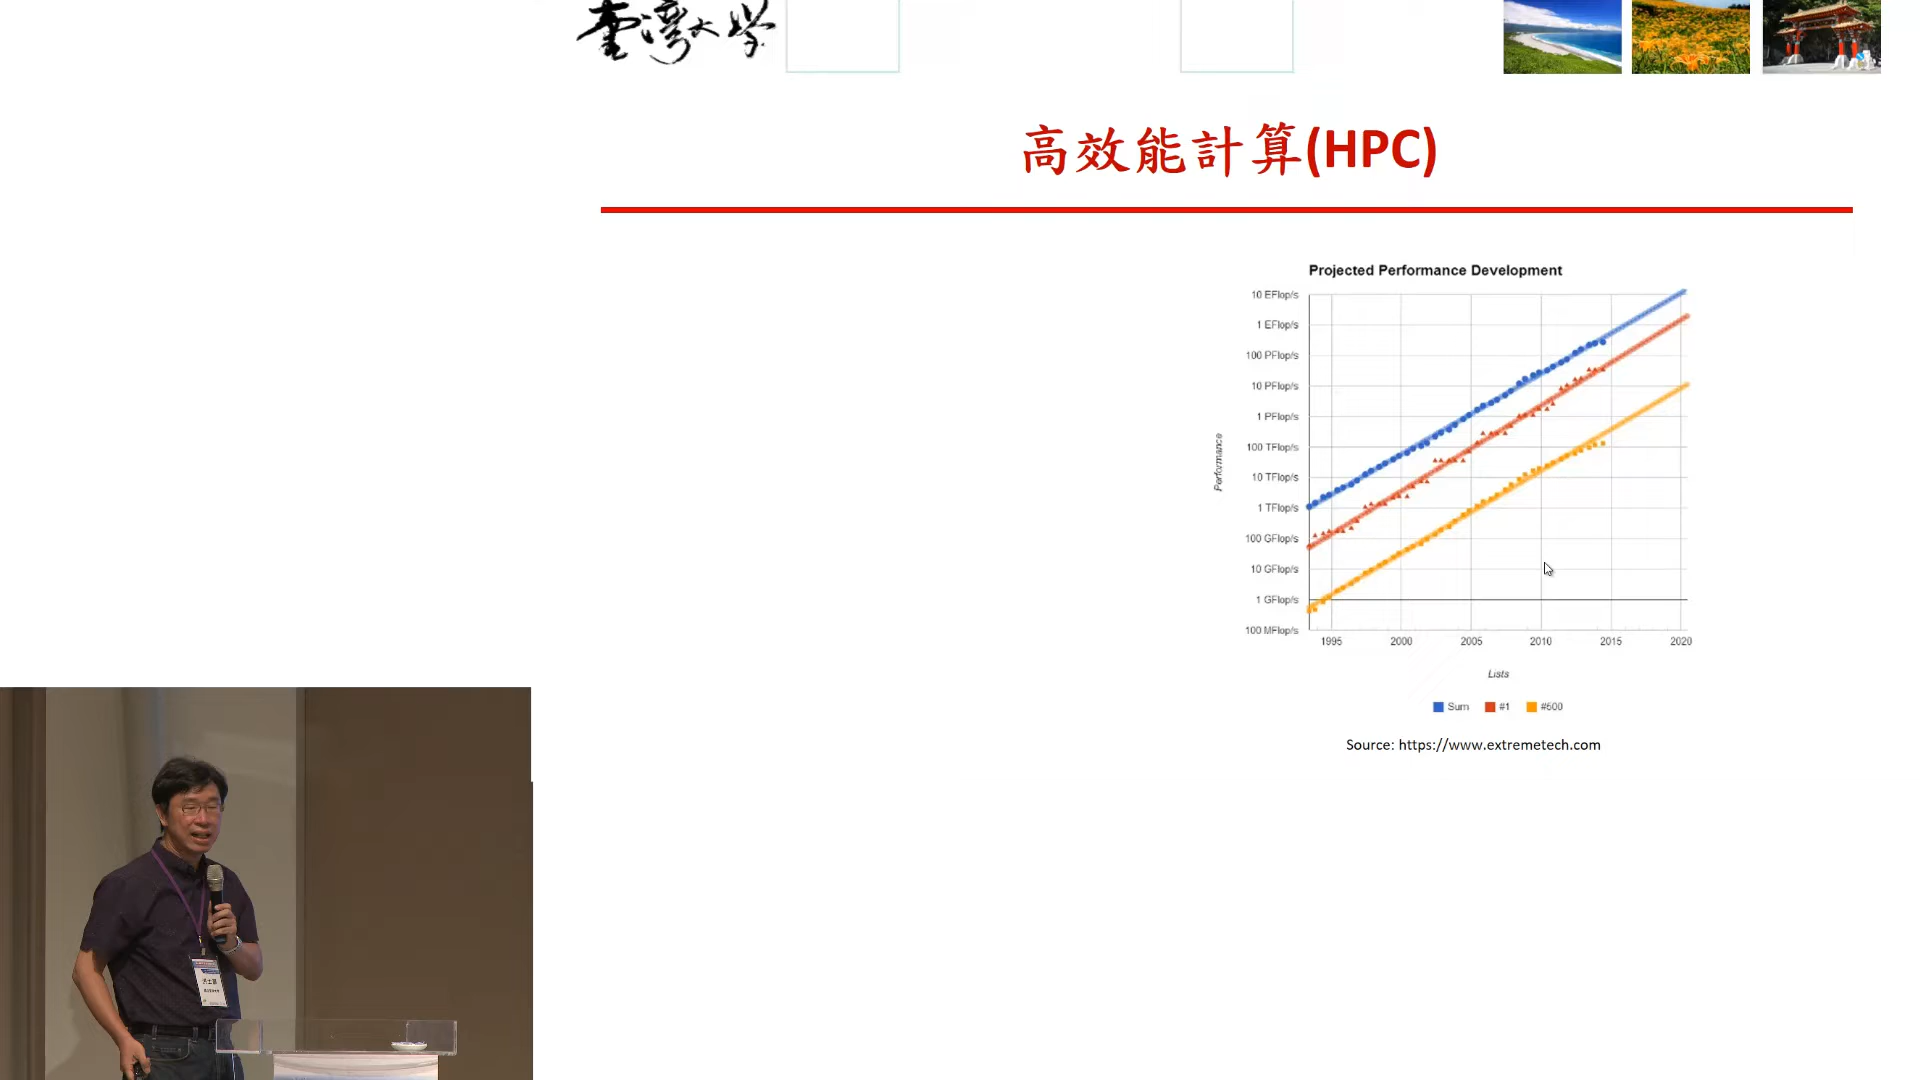 臺灣大學
高效能計算(HPC)
Projected Performance Development
10 EFlop/s
1 EFlop/s
100 PFlop/s
10 PFlop/s
1 PFlop/s
100 TFlop/s
10 TFlop/s
1 TFlop/s
100 GFlop/s
10 GFlop/s
1 GFlop/s
100 MFlop/s
Performance
1995 2000 2005 2010 2015 2020
Lists
Sum #1 #500
Source: https://www.extremetech.com